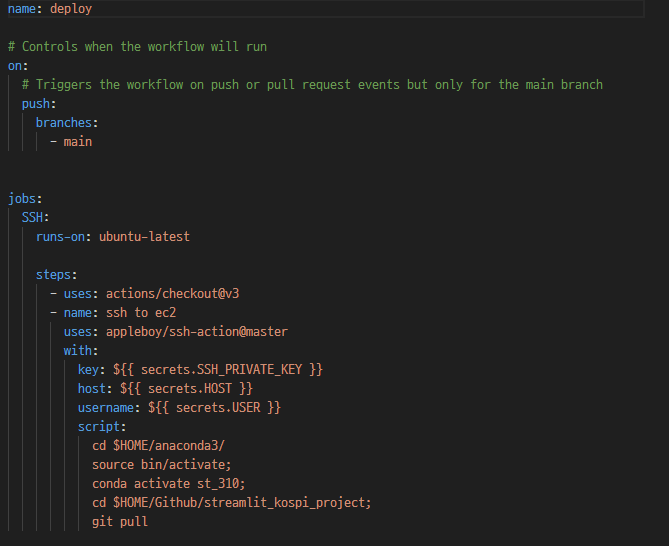 name: deploy
# Controls when the workflow will run
on:
# Triggers the workflow on push or pull request events but only for the main branch
push:
branches:
- main
jobs:
SSH:
runs-on: ubuntu-latest
steps:
- uses: actions/checkout@v3
- name: ssh to ec2
uses: appleboy/ssh-action@master
with:
key: ${{ secrets.SSH_PRIVATE_KEY }}
host: ${{ secrets.HOST }}
username: ${{ secrets.USER }}
script:
cd $HOME/anaconda3/
source bin/activate;
conda activate st_310;
cd $HOME/Github/streamlit_kospi_project;
git pull